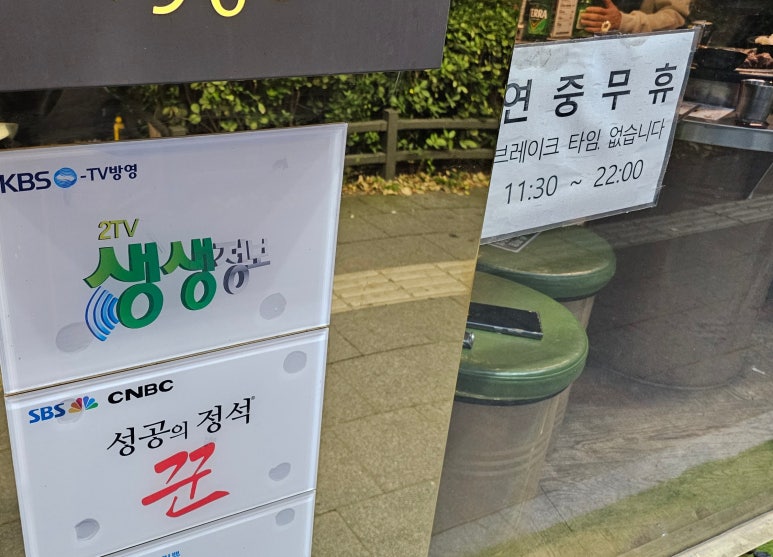 TERRA
연중무휴
브레이크 타임 없습니다
11:30 ~ 22:00
KBS -TV방영
2TV
생생정보
SBS CNBC
성공의 정석
꾼